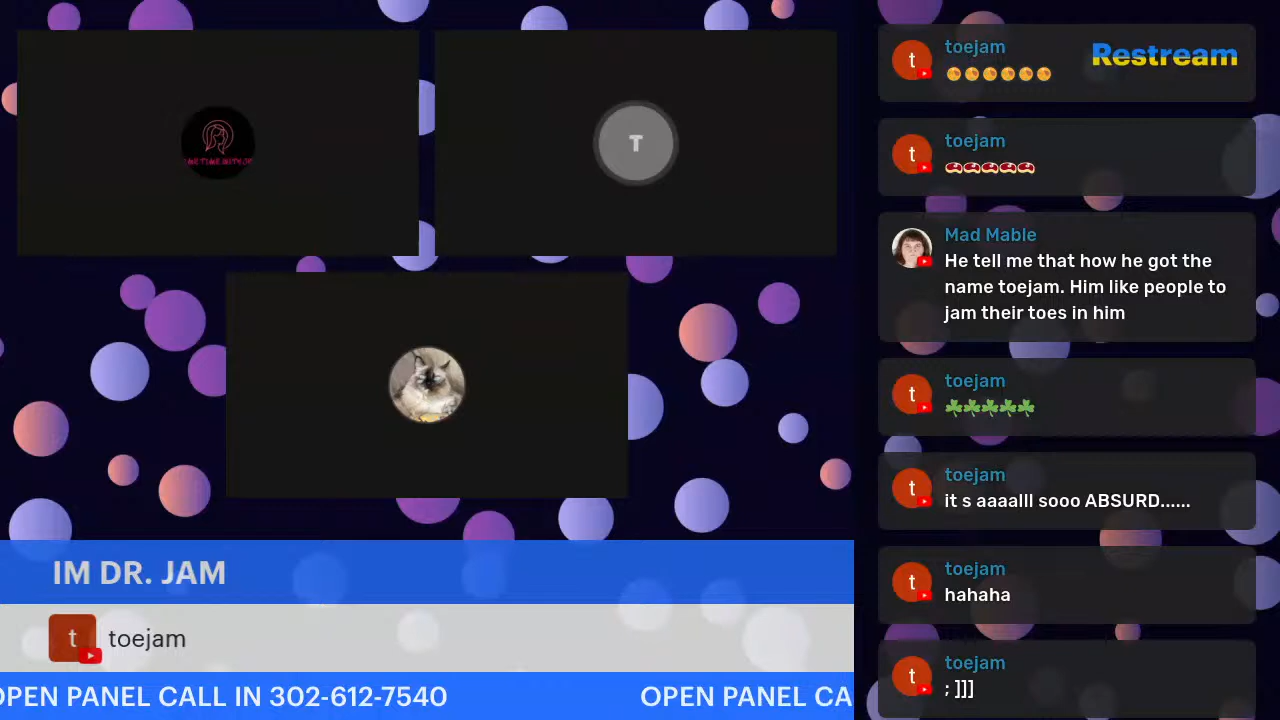 T
IM DR. JAM
t
toejam
OPEN PANEL CALL IN 302-612-7540
OPEN PANEL CA
Restream
t
toejam
t
toejam
Mad Mable
He tell me that how he got the
name toejam. Him like people to
jam their toes in him
t
toejam
t
toejam
it s aaaalll sooo ABSURD......
t
toejam
hahaha
t
toejam
; ]]]